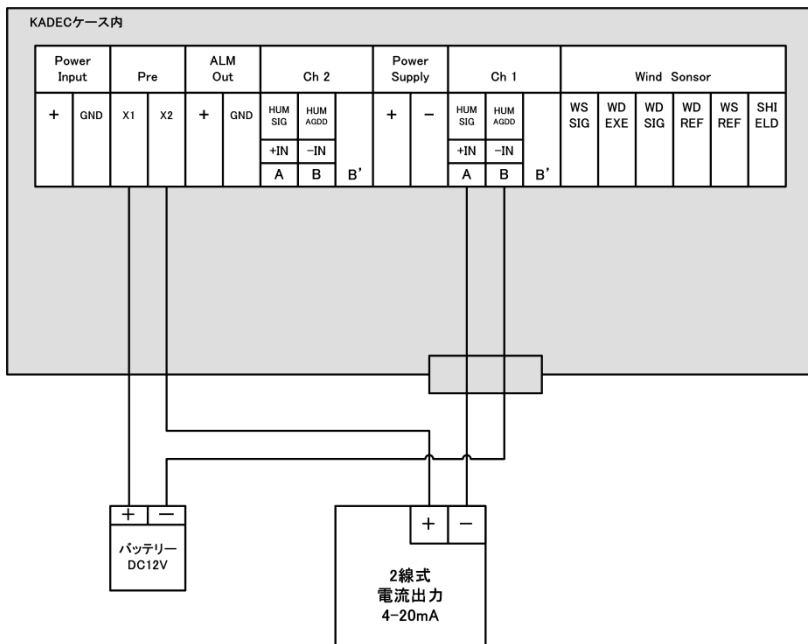 KADECケース内
Power Input
Pre
ALM Out
Ch 2
Power Supply
Ch 1
Wind Sonsor
+
GND
X1
X2
+
GND
HUM SIG
HUM AGDD
+
−
HUM SIG
HUM AGDD
WS SIG
WD EXE
WD SIG
WD REF
WS REF
SHI ELD
+IN
−IN
+IN
−IN
A
B
B'
A
B
B'
+
−
バッテリー
DC12V
+
−
2線式
電流出力
4-20mA